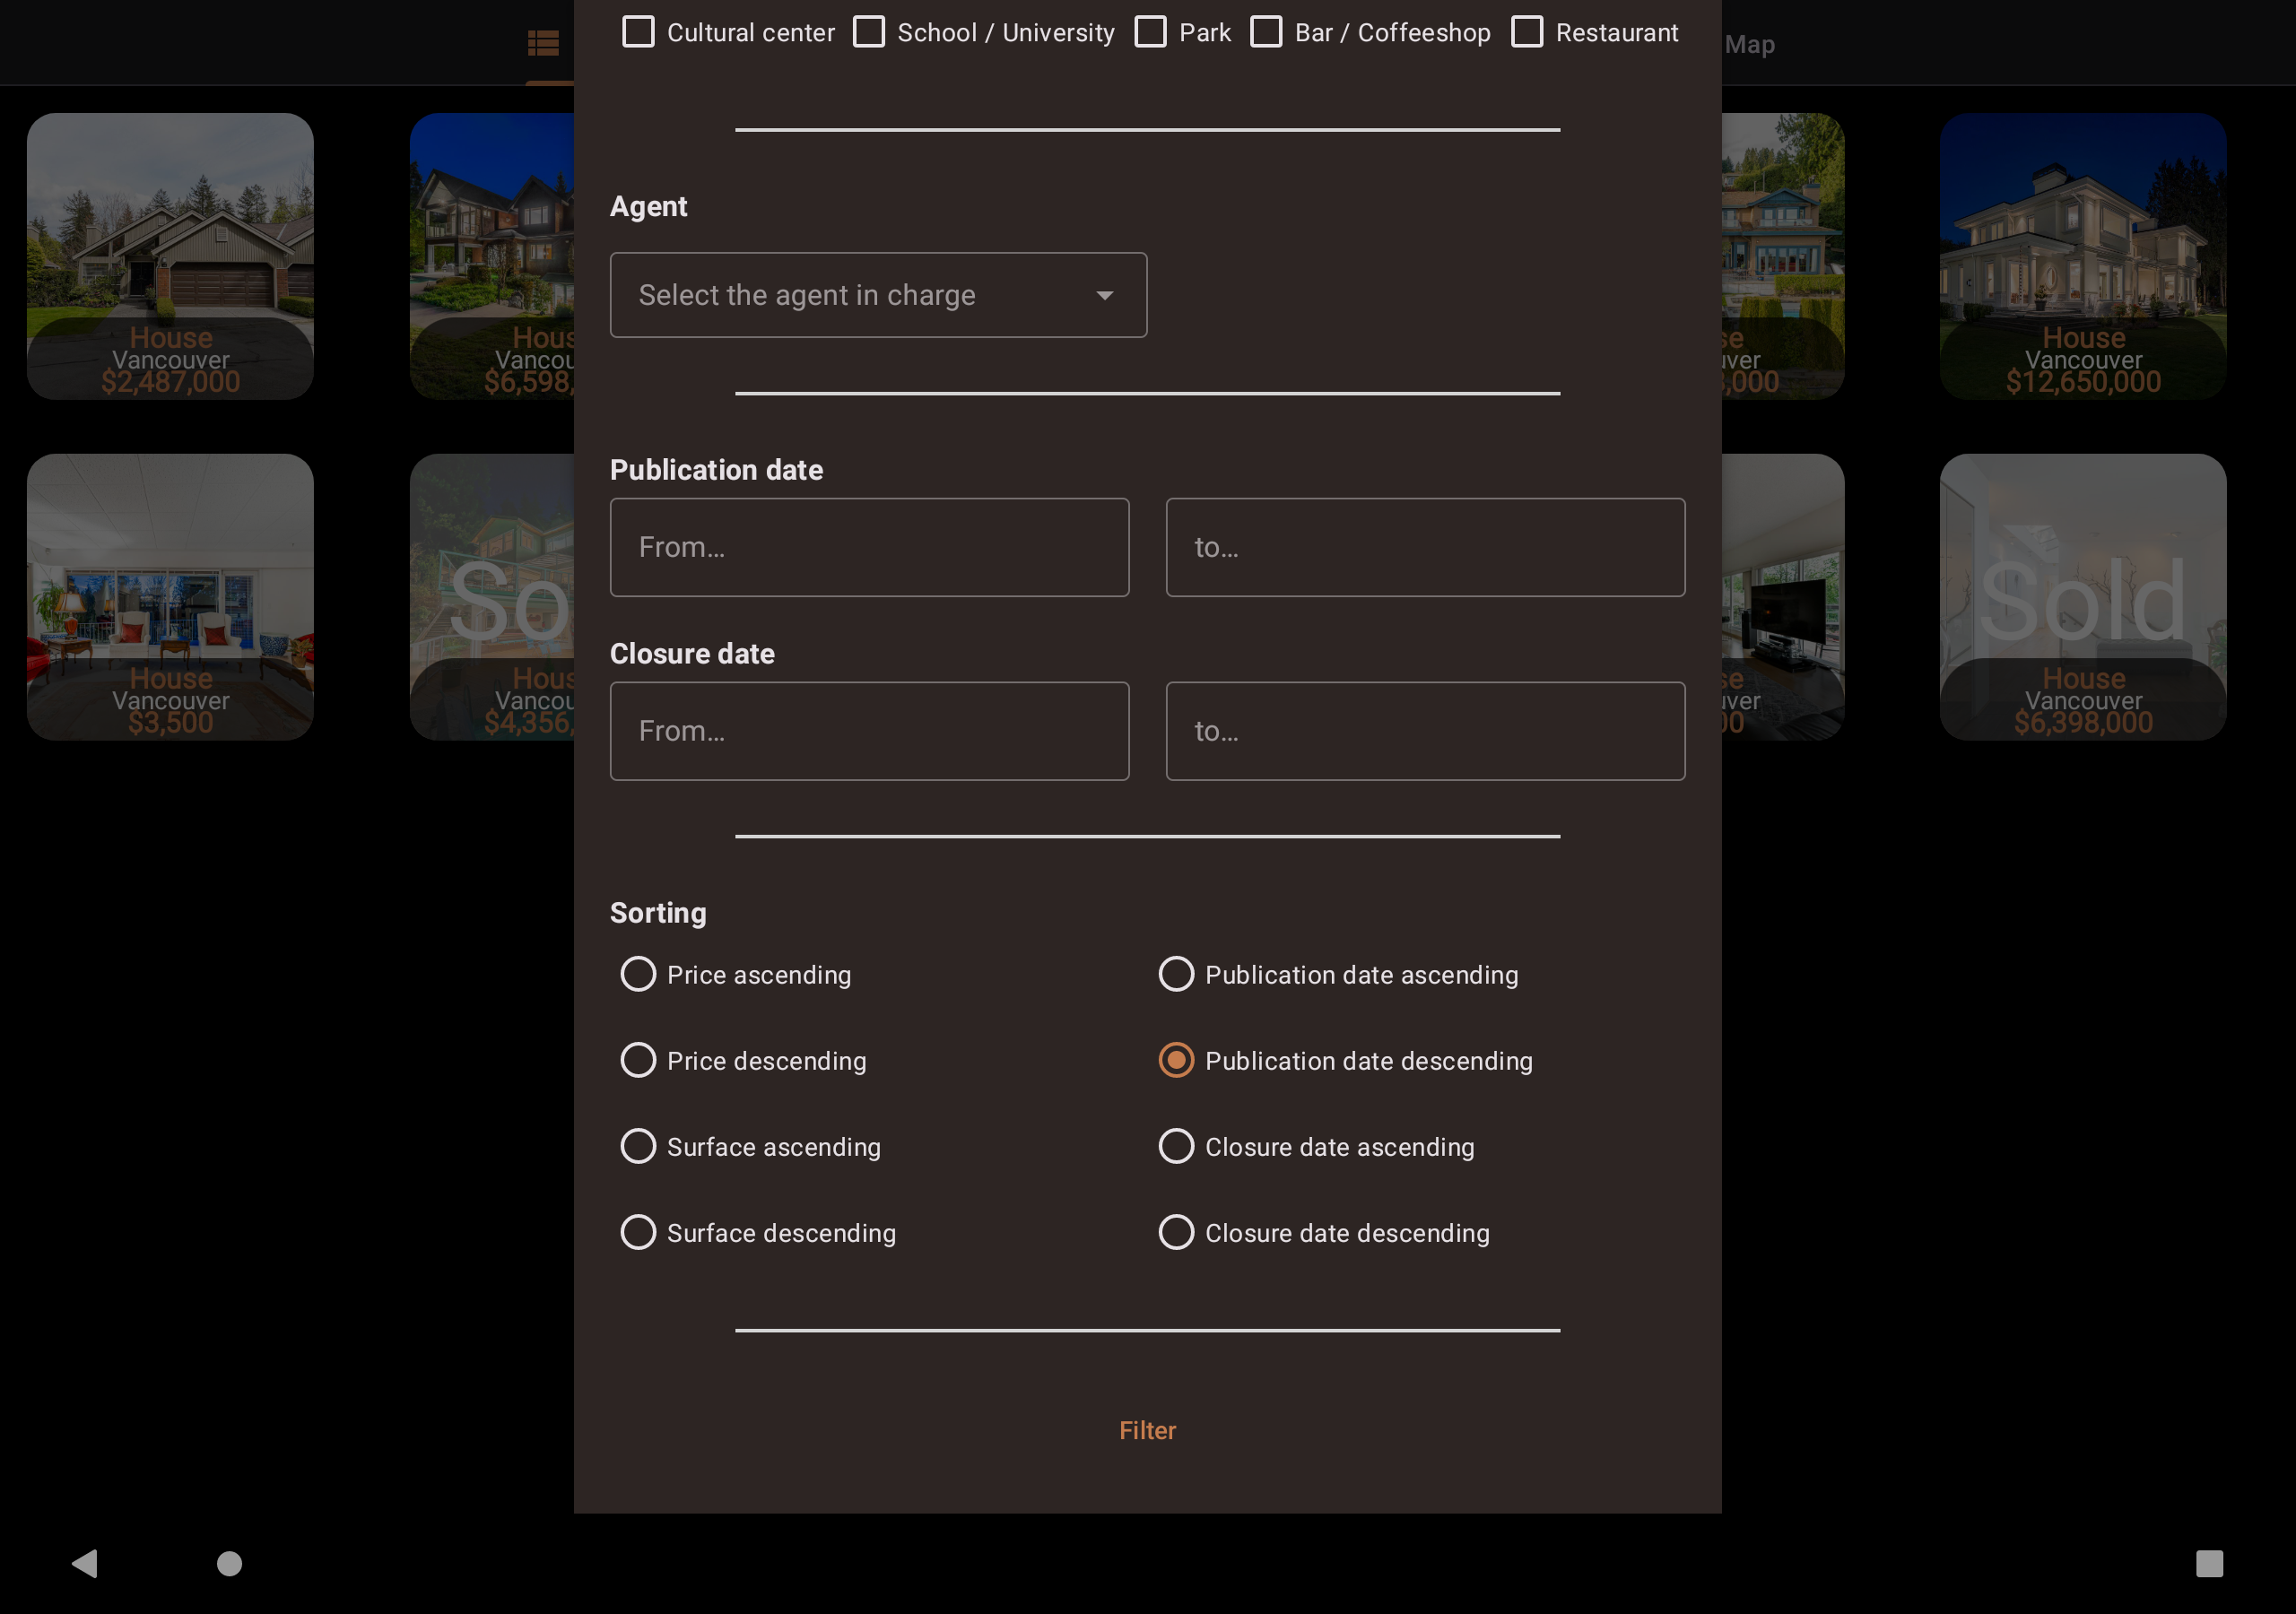 Cultural center School / University Park Bar / Coffeeshop Restaurant
Map
Agent
Select the agent in charge
House
Vancouver
$2,487,000
Hous
Vancou
$6,598,
se
ver
,000
House
Vancouver
$12,650,000
Publication date
From…
to…
Closure date
From…
to…
So
Sold
House
Vancouver
$3,500
Hous
Vancou
$4,356,
se
ver
00
House
Vancouver
$6,398,000
Sorting
Price ascending
Publication date ascending
Price descending
Publication date descending
Surface ascending
Closure date ascending
Surface descending
Closure date descending
Filter